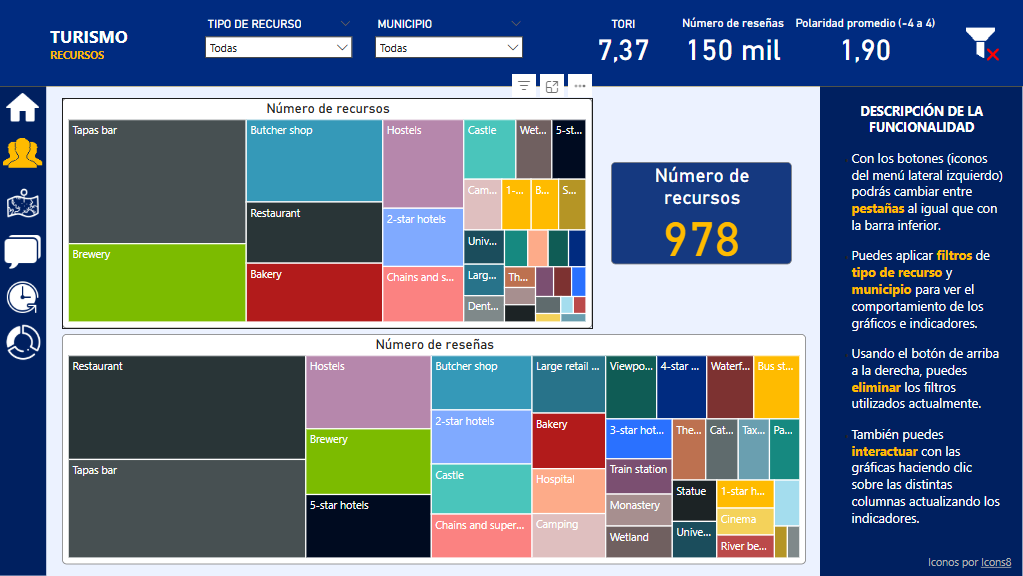 TURISMO
RECURSOS
TIPO DE RECURSO
Todas
MUNICIPIO
Todas
TORI
7,37
Número de reseñas
150 mil
Polaridad promedio (-4 a 4)
1,90
Número de recursos
Tapas bar
Brewery
Butcher shop
Restaurant
Bakery
Hostels
2-star hotels
Chains and s...
Castle
Wet...
5-st...
Cam...
1-...
B...
S...
Univ...
Larg...
Th...
Dent...
Número de
recursos
978
Número de reseñas
Restaurant
Tapas bar
Hostels
Brewery
5-star hotels
Butcher shop
2-star hotels
Castle
Chains and super...
Large retail ...
Bakery
Hospital
Camping
Viewpo...
4-star ...
Waterf...
Bus st...
3-star hot...
Train station
Monastery
Wetland
The...
Cat...
Tax...
Pa...
Statue
Unive...
1-star h...
Cinema
River be...
DESCRIPCIÓN DE LA
FUNCIONALIDAD
Con los botones (iconos
del menú lateral izquierdo)
podrás cambiar entre
pestañas al igual que con
la barra inferior.
Puedes aplicar filtros de
tipo de recurso y
municipio para ver el
comportamiento de los
gráficos e indicadores.
Usando el botón de arriba
a la derecha, puedes
eliminar los filtros
utilizados actualmente.
También puedes
interactuar con las
gráficas haciendo clic
sobre las distintas
columnas actualizando los
indicadores.
Iconos por Icons8